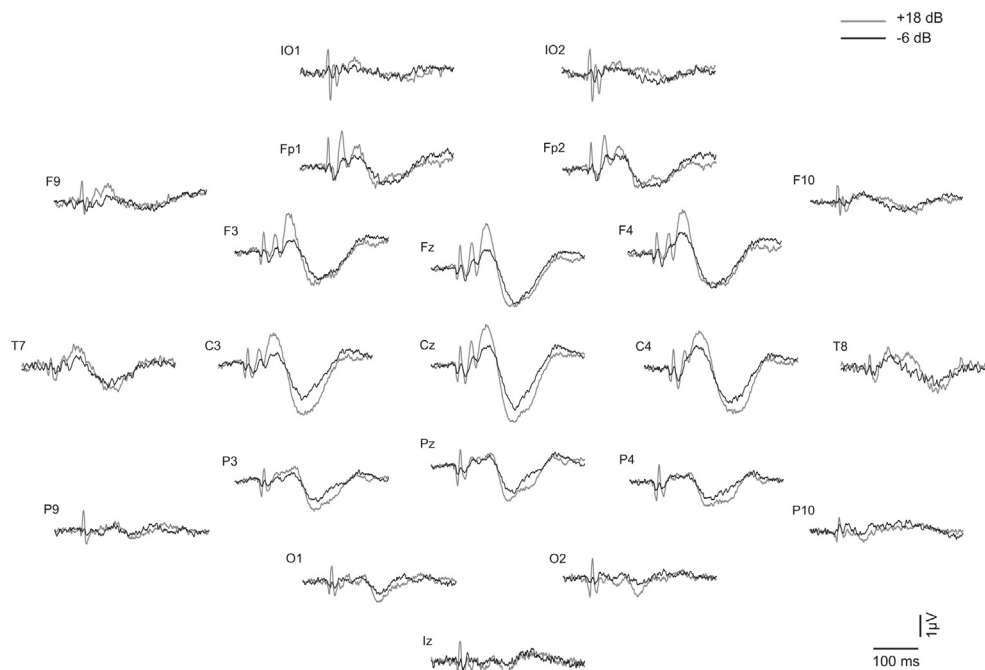 +18 dB
-6 dB
IO1
IO2
Fp1
Fp2
F9
F10
F3
Fz
F4
T7
C3
Cz
C4
T8
P3
Pz
P4
P9
P10
O1
O2
Iz
1µV
100 ms